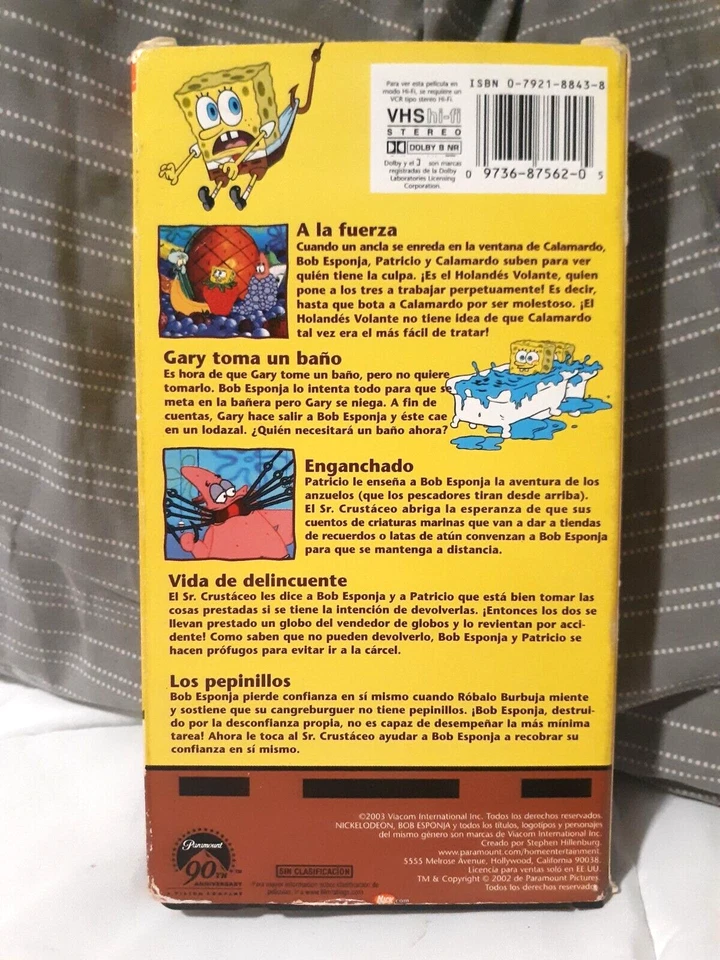 Para ver esta película en
modo Hi-Fi, se requiere un
VCR tipo stereo Hi-Fi.
VHS hi-fi
STEREO
DOLBY B NR
Dolby y el son marcas
registradas de la Dolby
Laboratories Licensing
Corporation.
ISBN 0-7921-8843-8
0 9736-87562-0 5
A la fuerza
Cuando un ancla se enreda en la ventana de Calamardo,
Bob Esponja, Patricio y Calamardo suben para ver
quién tiene la culpa. ¡Es el Holandés Volante, quien
pone a los tres a trabajar perpetuamente! Es decir,
hasta que bota a Calamardo por ser molestoso. ¡El
Holandés Volante no tiene idea de que Calamardo
tal vez era el más fácil de tratar!
Gary toma un baño
Es hora de que Gary tome un baño, pero no quiere
tomarlo. Bob Esponja lo intenta todo para que se
meta en la bañera pero Gary se niega. A fin de
cuentas, Gary hace salir a Bob Esponja y éste cae
en un lodazal. ¿Quién necesitará un baño ahora?
Enganchado
Patricio le enseña a Bob Esponja la aventura de los
anzuelos (que los pescadores tiran desde arriba).
El Sr. Crustáceo abriga la esperanza de que sus
cuentos de criaturas marinas que van a dar a tiendas
de recuerdos o latas de atún convenzan a Bob Esponja
para que se mantenga a distancia.
Vida de delincuente
El Sr. Crustáceo les dice a Bob Esponja y a Patricio que está bien tomar las
cosas prestadas si se tiene la intención de devolverlas. ¡Entonces los dos se
llevan prestado un globo del vendedor de globos y lo revientan por acci-
dente! Como saben que no pueden devolverlo, Bob Esponja y Patricio se
hacen prófugos para evitar ir a la cárcel.
Los pepinillos
Bob Esponja pierde confianza en sí mismo cuando Róbalo Burbuja miente
y sostiene que su cangreburguer no tiene pepinillos. ¡Bob Esponja, destrui-
do por la desconfianza propia, no es capaz de desempeñar la más mínima
tarea! Ahora le toca al Sr. Crustáceo ayudar a Bob Esponja a recobrar su
confianza en sí mismo.
©2003 Viacom International Inc. Todos los derechos reservados.
NICKELODEON, BOB ESPONJA y todos los títulos, logotipos y personajes
del mismo género son marcas de Viacom International Inc.
Creado por Stephen Hillenburg.
www.paramount.com/homeentertainment
5555 Melrose Avenue, Hollywood, California 90038.
Licencia para ventas solo en EE.UU.
TM & Copyright © 2002 de Paramount Pictures.
Todos los derechos reservados.
Paramount
90TH
ANNIVERSARY
SIN CLASIFICACION
Para mayor información sobre clasificación de
películas, ir a www.filmratings.com
Nick.com